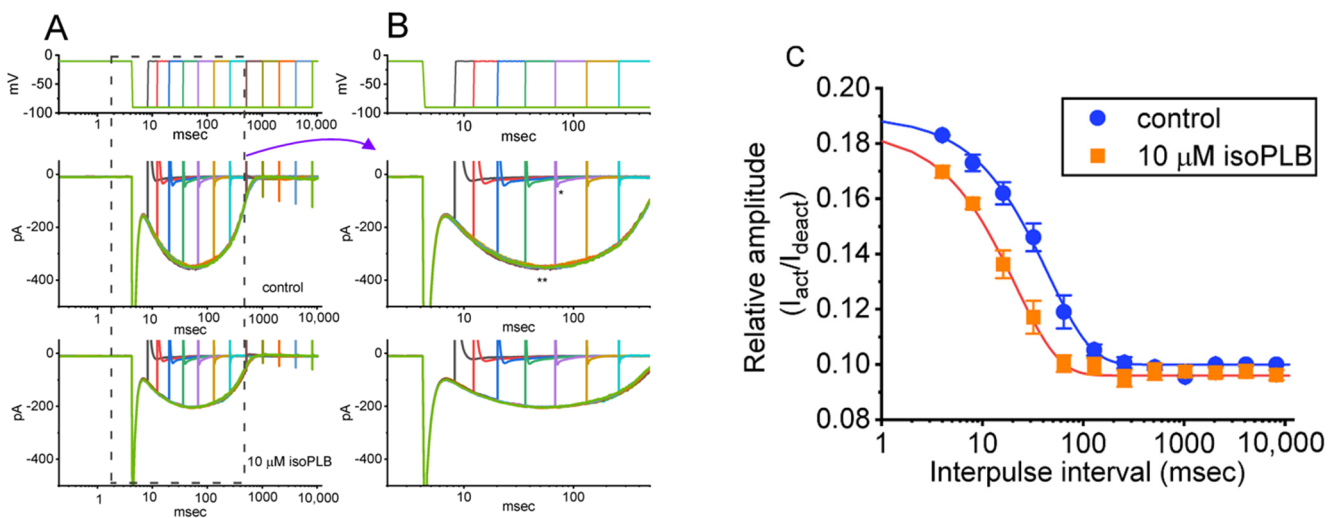 A
B
C
0
-50
-100
mV
1
10
100
1000
10,000
msec
0
-50
-100
mV
10
100
msec
0
-200
-400
pA
control
1
10
100
1000
10,000
msec
0
-200
-400
pA
*
**
10
100
msec
0
-200
-400
pA
10 μM isoPLB
1
10
100
1000
10,000
msec
0
-200
-400
pA
10
100
msec
control
10 μM isoPLB
0.20
0.18
0.16
0.14
0.12
0.10
0.08
Relative amplitude
(Iact/Ideact)
1
10
100
1000
10,000
Interpulse interval (msec)